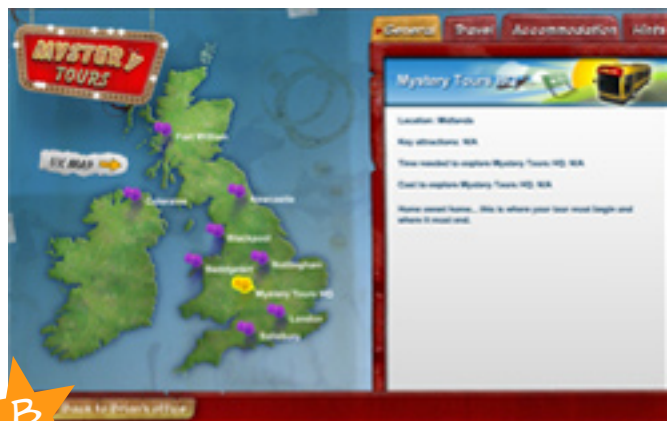 MYSTERY
TOURS
General
Travel
Accommodation
Hints
Mystery Tours HQ
Location: Midlands
Key attractions: N/A
Time needed to explore Mystery Tours HQ: N/A
Cost to explore Mystery Tours HQ: N/A
Home sweet home... this is where your tour must begin and
where it must end.
UK MAP
Fort William
Coleraine
Newcastle
Blackpool
Nottingham
Mystery Tours HQ
London
Salisbury
B
Back to Brian's office